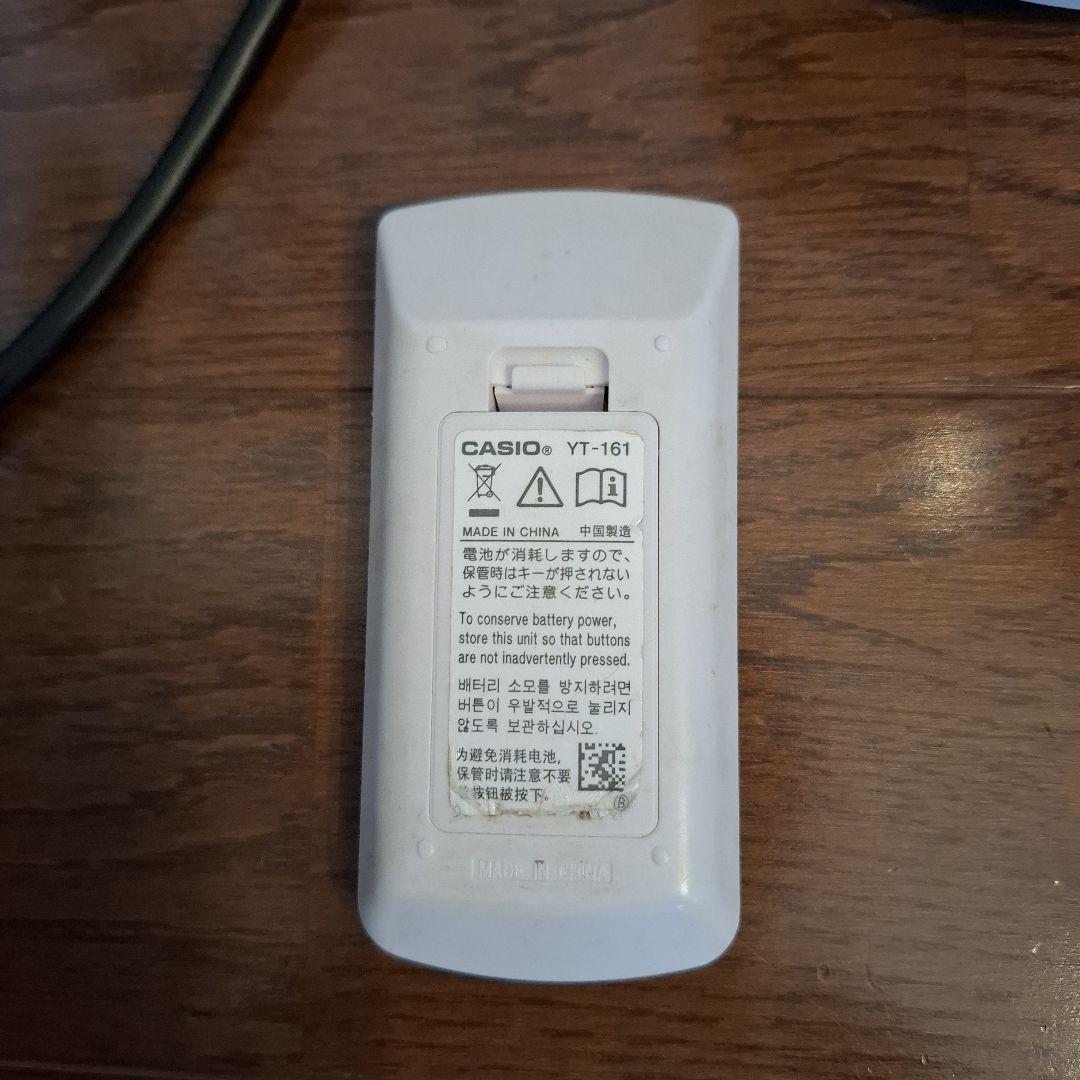 CASIO® YT-161
MADE IN CHINA 中国製造
電池が消耗しますので、
保管時はキーが押されない
ようにご注意ください。
To conserve battery power,
store this unit so that buttons
are not inadvertently pressed.
배터리 소모를 방지하려면
버튼이 우발적으로 눌리지
않도록 보관하십시오.
为避免消耗电池，
保管时请注意不要
按钮被按下。
Ⓡ
MADE IN CHINA